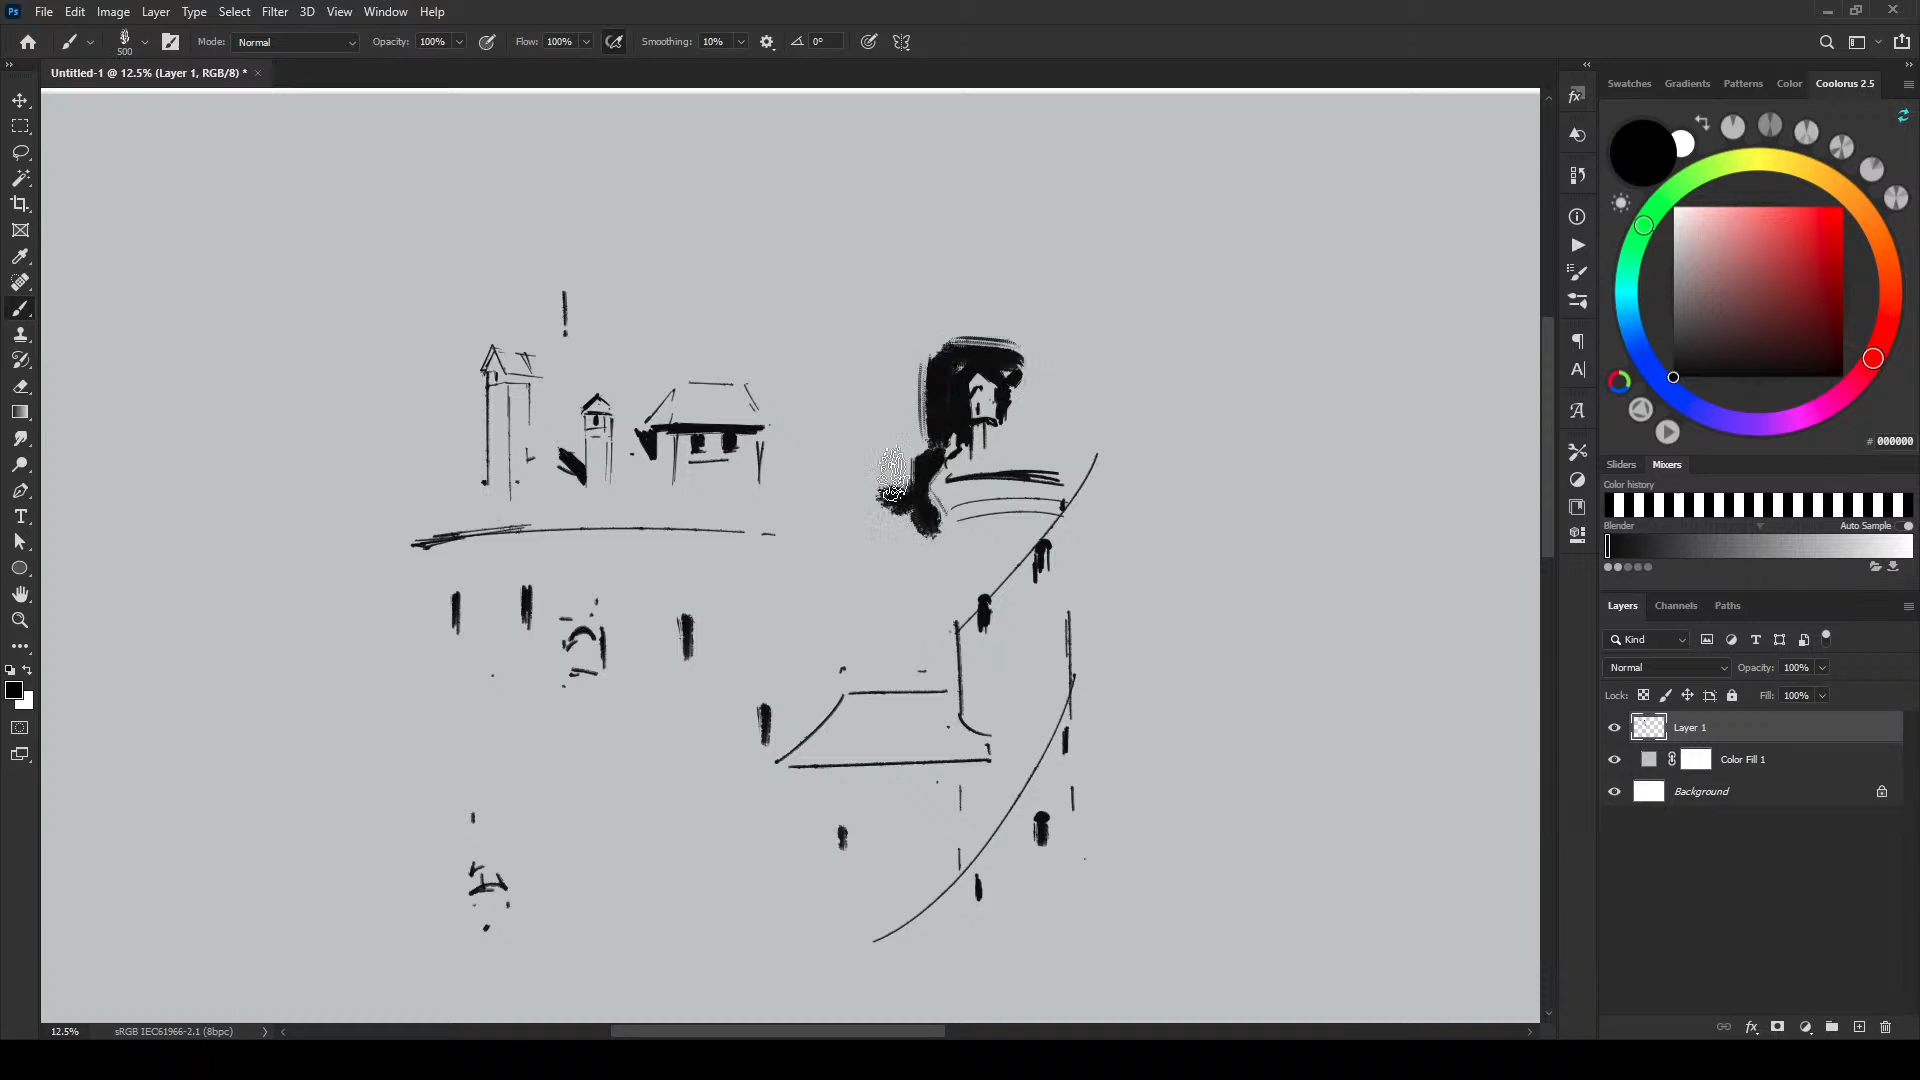 Ps File Edit Image Layer Type Select Filter 3D View Window Help
500 Mode: Normal Opacity: 100% Flow: 100% Smoothing: 10% 0°
Untitled-1 @ 12.5% (Layer 1, RGB/8) *
Swatches Gradients Patterns Color Coolorus 2.5
# 000000
Sliders Mixers
Color history
Blender Auto Sample
Layers Channels Paths
Kind
Normal Opacity: 100%
Lock: Fill: 100%
Layer 1
Color Fill 1
Background
12.5% sRGB IEC61966-2.1 (8bpc)